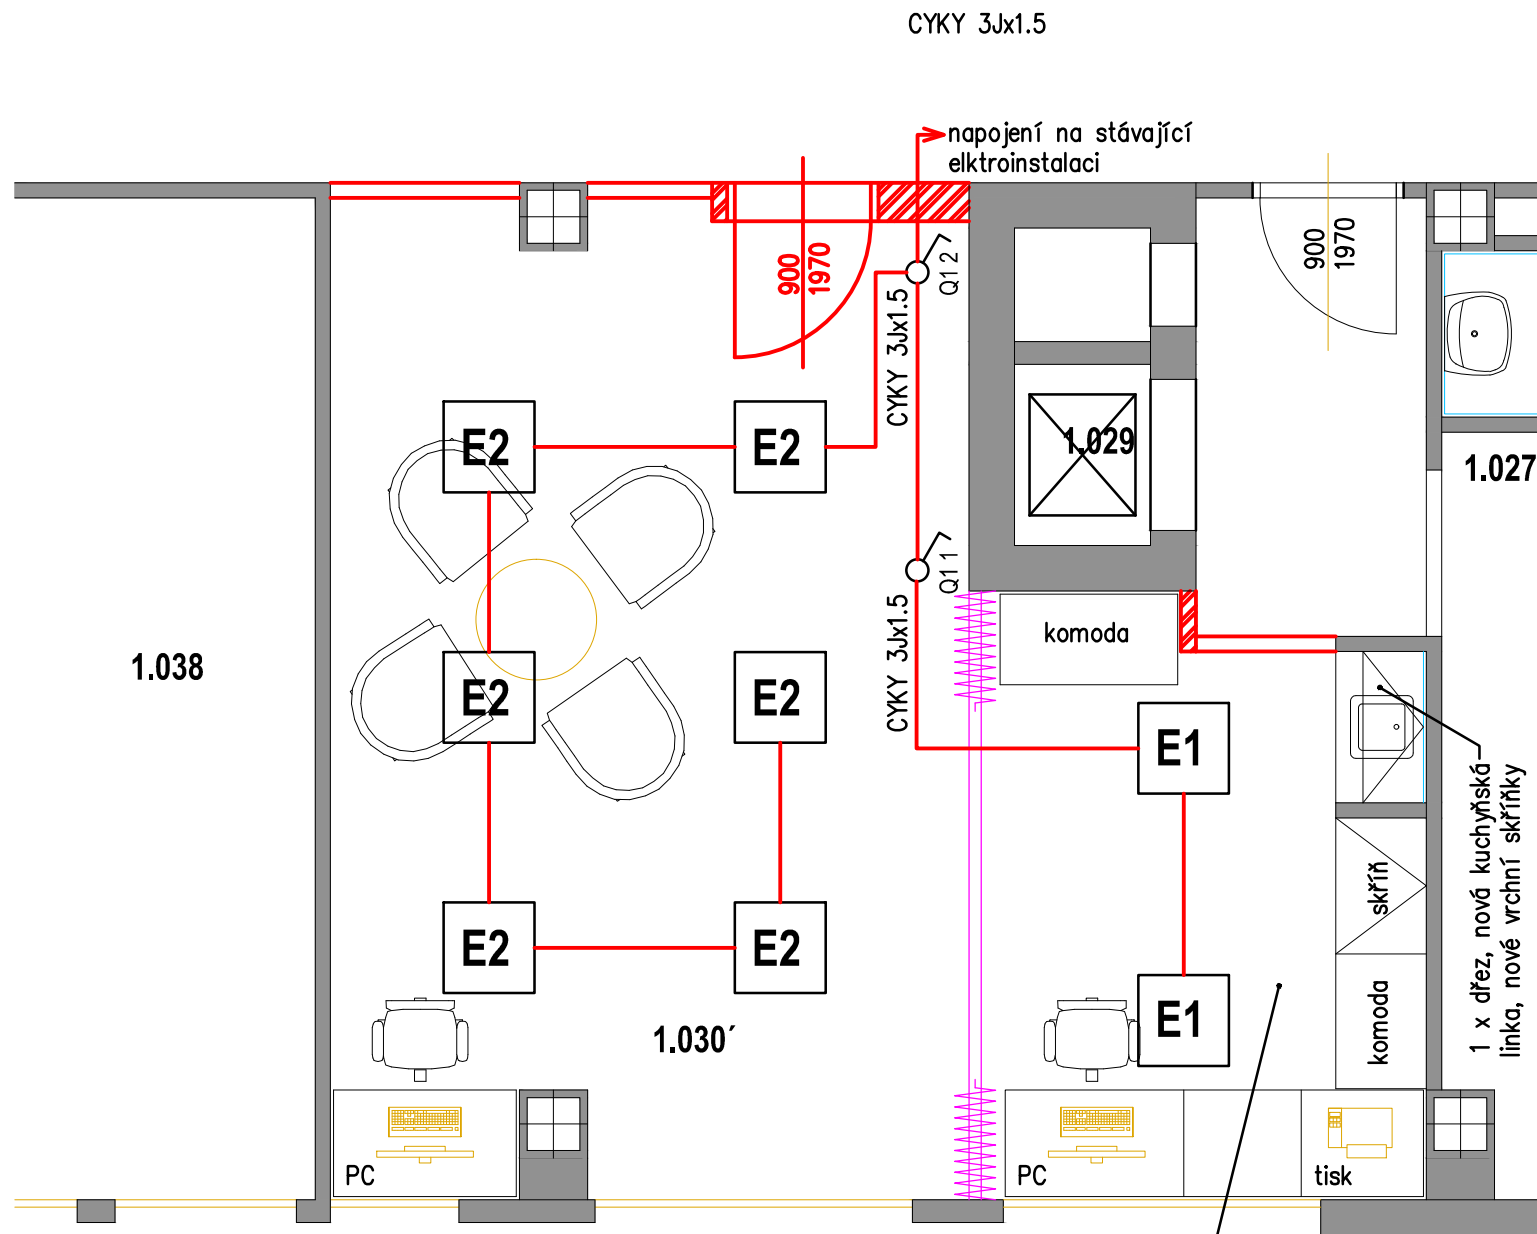 CYKY 3Jx1.5
napojení na stávající
elktroinstalaci
900
1970
900
1970
Q12
CYKY 3Jx1.5
E2
E2
1.029
1.027
Q11
CYKY 3Jx1.5
komoda
1.038
E2
E2
E1
1 x dřez, nová kuchyňská
linka, nové vrchní skříňky
skříň
E2
E2
E1
komoda
1.030´
PC
PC
tisk